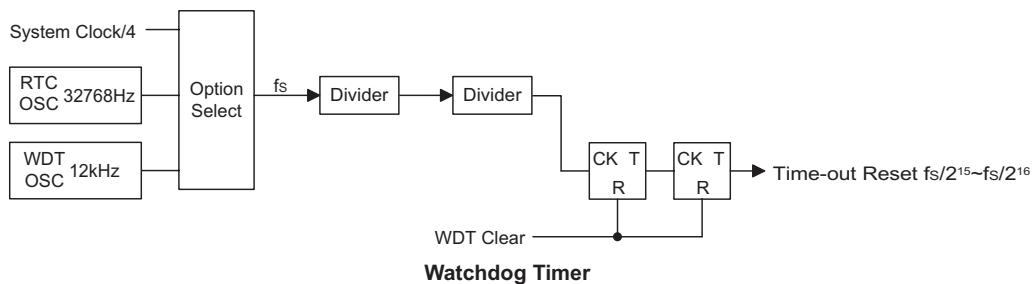 System Clock/4
RTC
OSC 32768Hz
WDT
OSC 12kHz
Option
Select
fS
Divider
Divider
CK T
R
CK T
R
Time-out Reset fS/2¹⁵~fS/2¹⁶
WDT Clear
Watchdog Timer